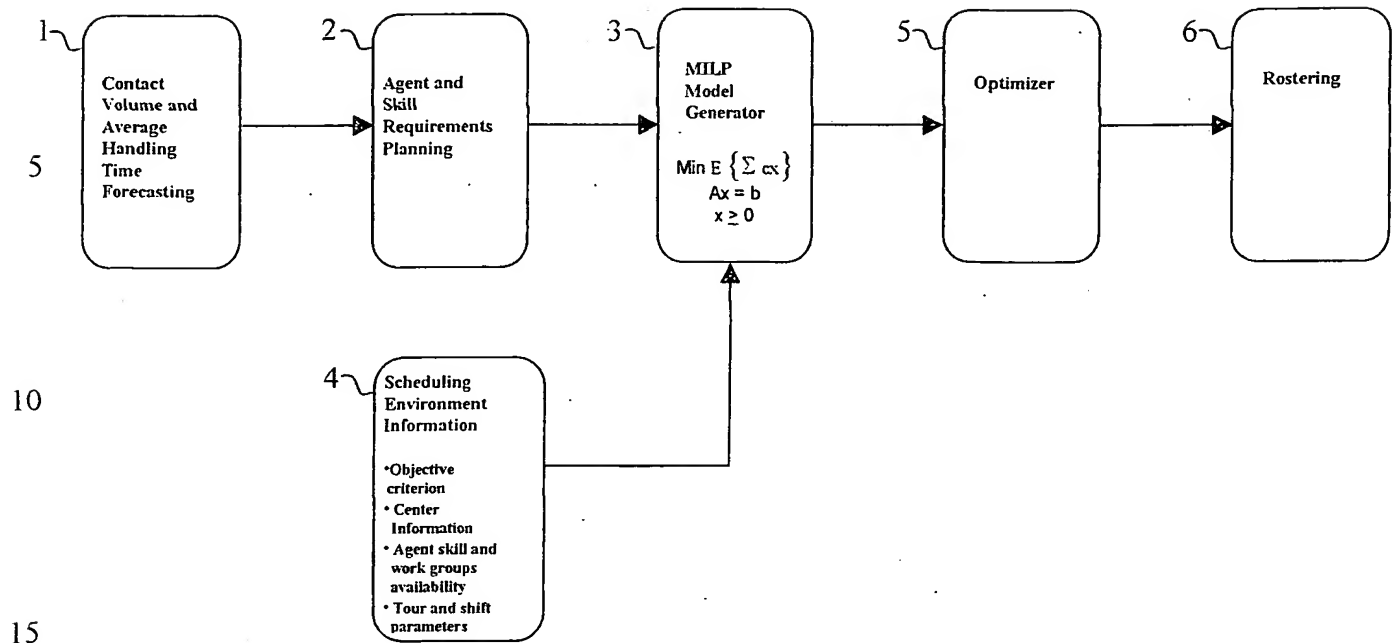 1
Contact
Volume and
Average
Handling
Time
Forecasting
2
Agent and
Skill
Requirements
Planning
3
MILP
Model
Generator
Min E { Σ cx }
Ax = b
x ≥ 0
5
Optimizer
6
Rostering
5
4
Scheduling
Environment
Information
•Objective
criterion
• Center
Information
• Agent skill and
work groups
availability
• Tour and shift
parameters
10
15